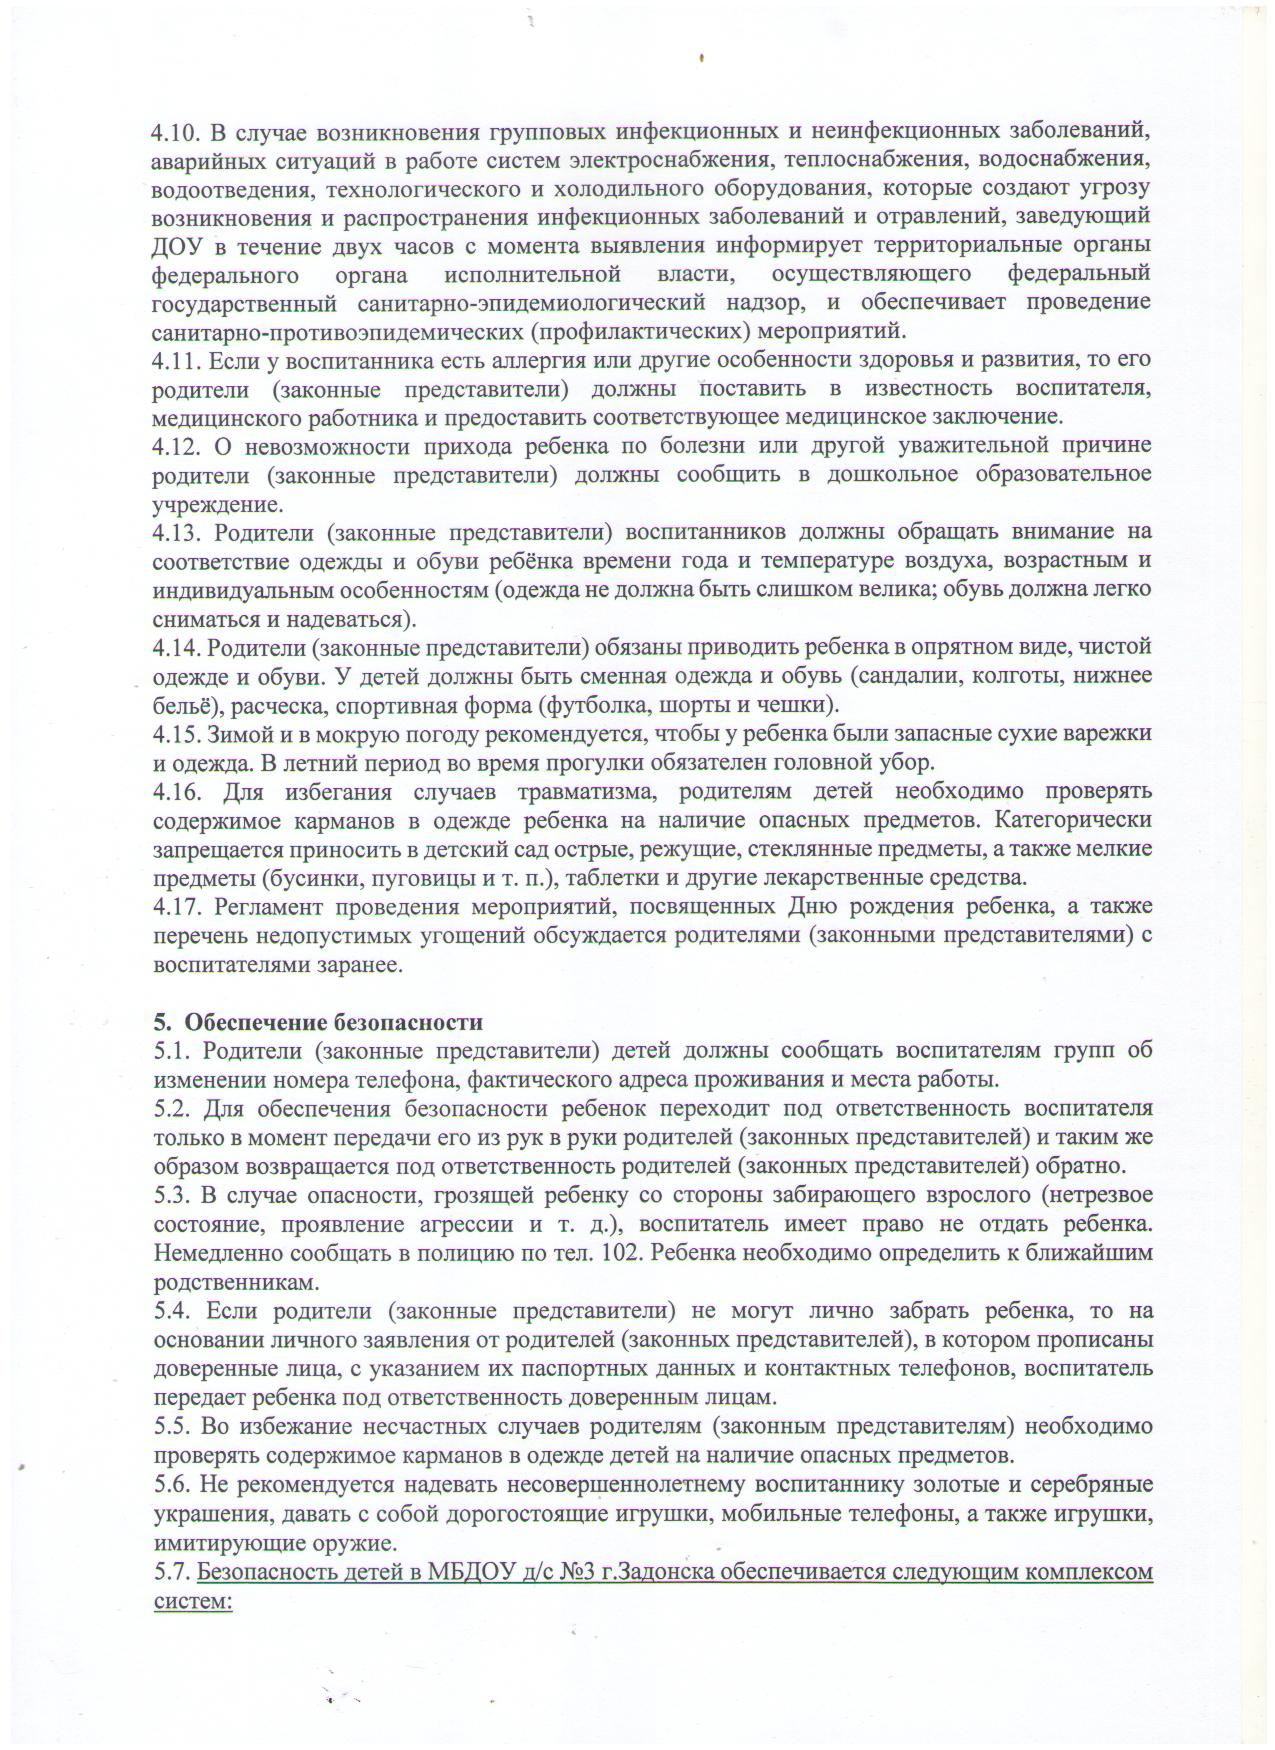 4.10. В случае возникновения групповых инфекционных и неинфекционных заболеваний,
аварийных ситуаций в работе систем электроснабжения, теплоснабжения, водоснабжения,
водоотведения, технологического и холодильного оборудования, которые создают угрозу
возникновения и распространения инфекционных заболеваний и отравлений, заведующий
ДОУ в течение двух часов с момента выявления информирует территориальные органы
федерального органа исполнительной власти, осуществляющего федеральный
государственный санитарно-эпидемиологический надзор, и обеспечивает проведение
санитарно-противоэпидемических (профилактических) мероприятий.
4.11. Если у воспитанника есть аллергия или другие особенности здоровья и развития, то его
родители (законные представители) должны поставить в известность воспитателя,
медицинского работника и предоставить соответствующее медицинское заключение.
4.12. О невозможности прихода ребенка по болезни или другой уважительной причине
родители (законные представители) должны сообщить в дошкольное образовательное
учреждение.
4.13. Родители (законные представители) воспитанников должны обращать внимание на
соответствие одежды и обуви ребёнка времени года и температуре воздуха, возрастным и
индивидуальным особенностям (одежда не должна быть слишком велика; обувь должна легко
сниматься и надеваться).
4.14. Родители (законные представители) обязаны приводить ребенка в опрятном виде, чистой
одежде и обуви. У детей должны быть сменная одежда и обувь (сандалии, колготы, нижнее
бельё), расческа, спортивная форма (футболка, шорты и чешки).
4.15. Зимой и в мокрую погоду рекомендуется, чтобы у ребенка были запасные сухие варежки
и одежда. В летний период во время прогулки обязателен головной убор.
4.16. Для избегания случаев травматизма, родителям детей необходимо проверять
содержимое карманов в одежде ребенка на наличие опасных предметов. Категорически
запрещается приносить в детский сад острые, режущие, стеклянные предметы, а также мелкие
предметы (бусинки, пуговицы и т. п.), таблетки и другие лекарственные средства.
4.17. Регламент проведения мероприятий, посвященных Дню рождения ребенка, а также
перечень недопустимых угощений обсуждается родителями (законными представителями) с
воспитателями заранее.
5. Обеспечение безопасности
5.1. Родители (законные представители) детей должны сообщать воспитателям групп об
изменении номера телефона, фактического адреса проживания и места работы.
5.2. Для обеспечения безопасности ребенок переходит под ответственность воспитателя
только в момент передачи его из рук в руки родителей (законных представителей) и таким же
образом возвращается под ответственность родителей (законных представителей) обратно.
5.3. В случае опасности, грозящей ребенку со стороны забирающего взрослого (нетрезвое
состояние, проявление агрессии и т. д.), воспитатель имеет право не отдать ребенка.
Немедленно сообщать в полицию по тел. 102. Ребенка необходимо определить к ближайшим
родственникам.
5.4. Если родители (законные представители) не могут лично забрать ребенка, то на
основании личного заявления от родителей (законных представителей), в котором прописаны
доверенные лица, с указанием их паспортных данных и контактных телефонов, воспитатель
передает ребенка под ответственность доверенным лицам.
5.5. Во избежание несчастных случаев родителям (законным представителям) необходимо
проверять содержимое карманов в одежде детей на наличие опасных предметов.
5.6. Не рекомендуется надевать несовершеннолетнему воспитаннику золотые и серебряные
украшения, давать с собой дорогостоящие игрушки, мобильные телефоны, а также игрушки,
имитирующие оружие.
5.7. Безопасность детей в МБДОУ д/с №3 г.Задонска обеспечивается следующим комплексом
систем: